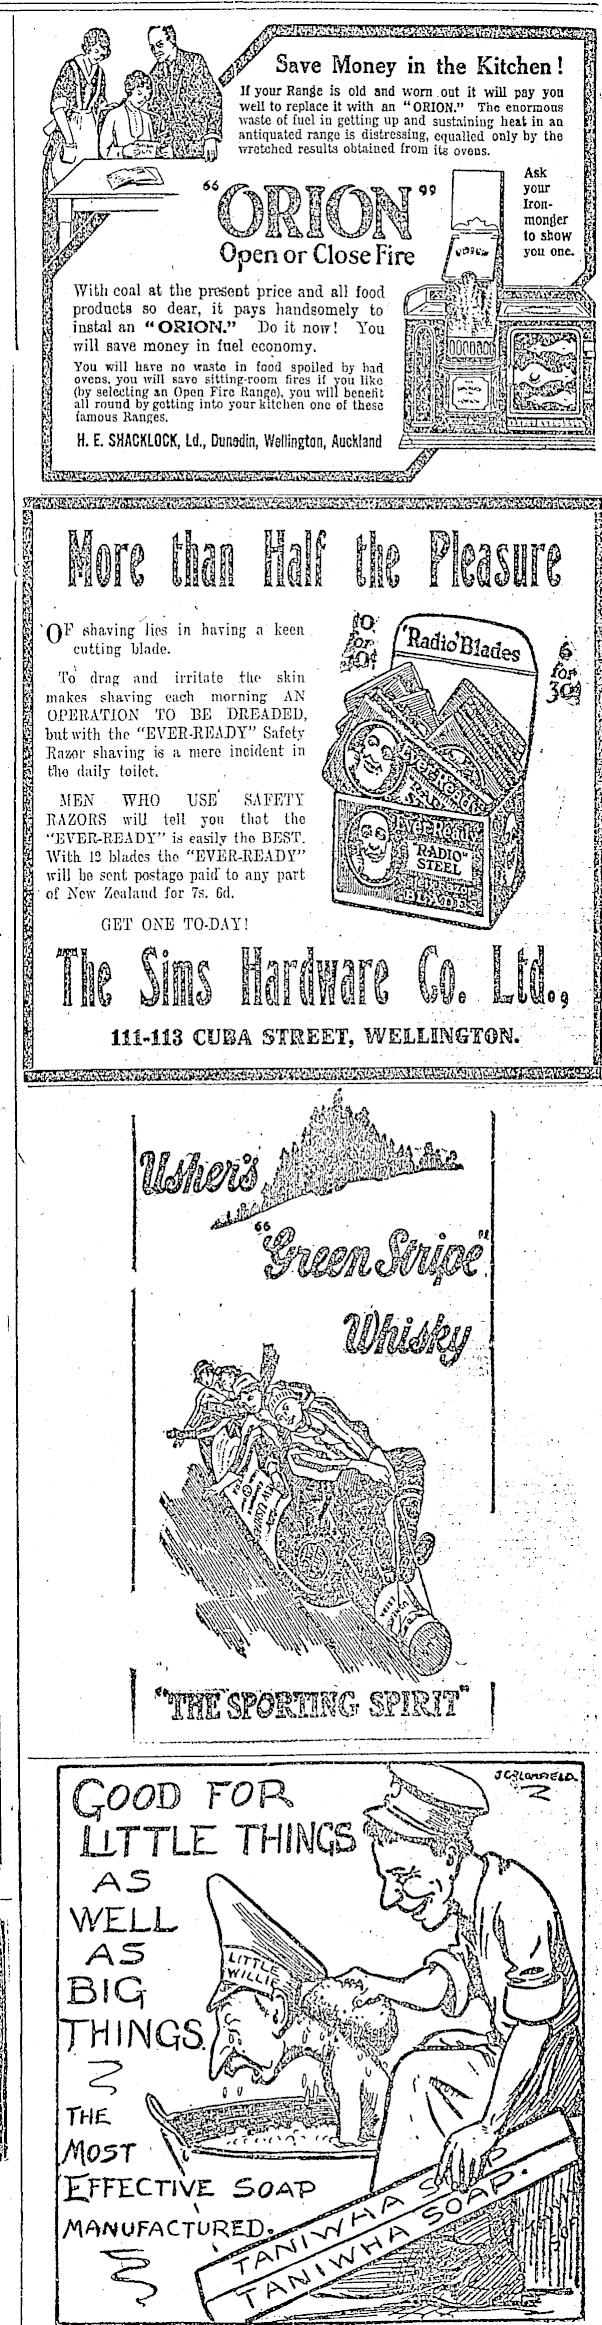 Save Money in the Kitchen!
If your Range is old and worn out it will pay you
well to replace it with an "ORION." The enormous
waste of fuel in getting up and sustaining heat in an
antiquated range is distressing, equalled only by the
wretched results obtained from its ovens.
"ORION"
Open or Close Fire
Ask
your
Iron-
monger
to show
you one.
With coal at the present price and all food
products so dear, it pays handsomely to
instal an "ORION." Do it now! You
will save money in fuel economy.
You will have no waste in food spoiled by bad
ovens, you will save sitting-room fires if you like
(by selecting an Open Fire Range), you will benefit
all round by getting into your kitchen one of these
famous Ranges.
H. E. SHACKLOCK, Ld., Dunedin, Wellington, Auckland
More than Half the Pleasure
OF shaving lies in having a keen
cutting blade.
To drag and irritate the skin
makes shaving each morning AN
OPERATION TO BE DREADED,
but with the "EVER-READY" Safety
Razor shaving is a mere incident in
the daily toilet.
MEN WHO USE SAFETY
RAZORS will tell you that the
"EVER-READY" is easily the BEST.
With 12 blades the "EVER-READY"
will be sent postage paid to any part
of New Zealand for 7s. 6d.
GET ONE TO-DAY!
10
for
'Radio' Blades
6
for
30¢
Ever-Ready
Ever-Ready
"RADIO"
STEEL
BLADES
The Sims Hardware Co. Ltd.,
111-113 CUBA STREET, WELLINGTON.
Usher's
"Green Stripe"
Whisky
"THE SPORTING SPIRIT"
GOOD FOR
LITTLE THINGS
AS
WELL
AS
BIG
THINGS.
J.C. BLOMFIELD
LITTLE
WILLIE
THE
MOST
EFFECTIVE SOAP
MANUFACTURED.
TANIWHA SOAP
TANIWHA SOAP.